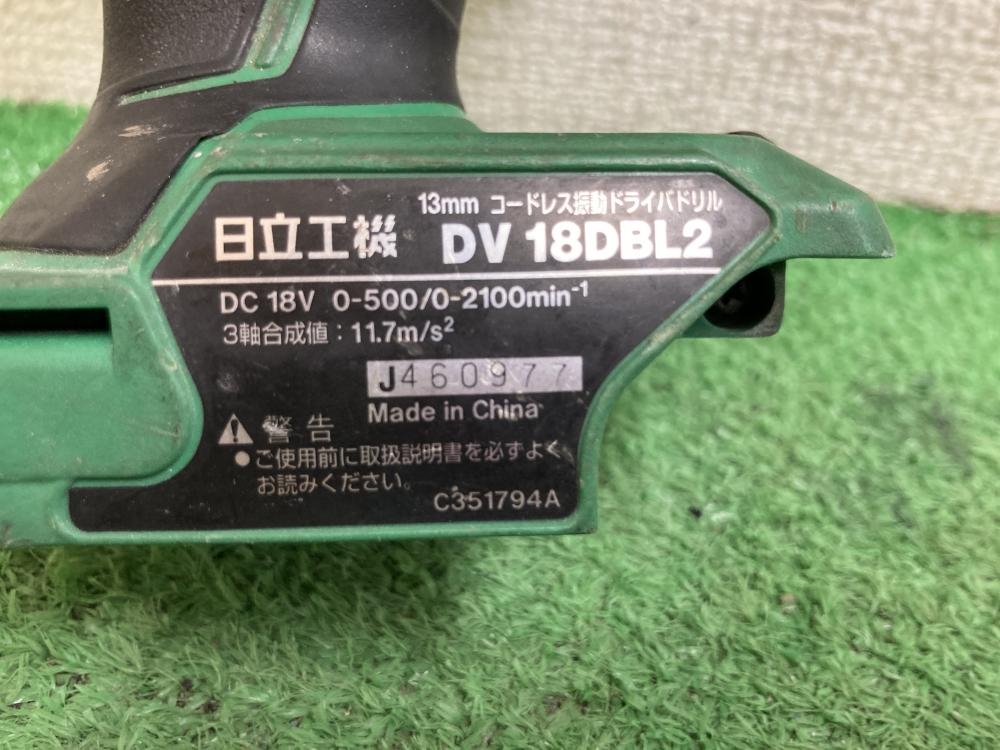 13mm コードレス振動ドライバドリル
日立工機 DV 18DBL2
DC 18V 0-500/0-2100min⁻¹
3軸合成値：11.7m/s²
J460977
Made in China
警告
●ご使用前に取扱説明書を必ずよく
お読みください。
C351794A